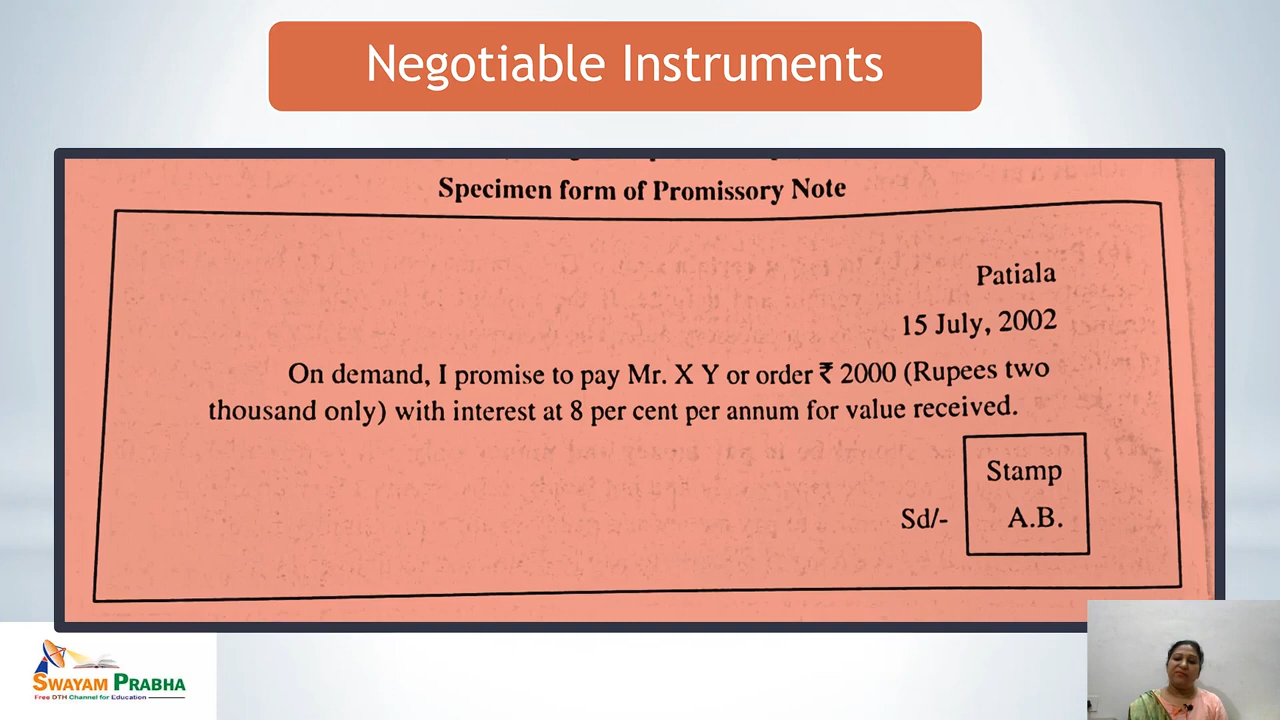 Negotiable Instruments
Specimen form of Promissory Note
Patiala
15 July, 2002
On demand, I promise to pay Mr. X Y or order ₹ 2000 (Rupees two
thousand only) with interest at 8 per cent per annum for value received.
Stamp
Sd/- A.B.
SWAYAM PRABHA
Free DTH Channel for Education